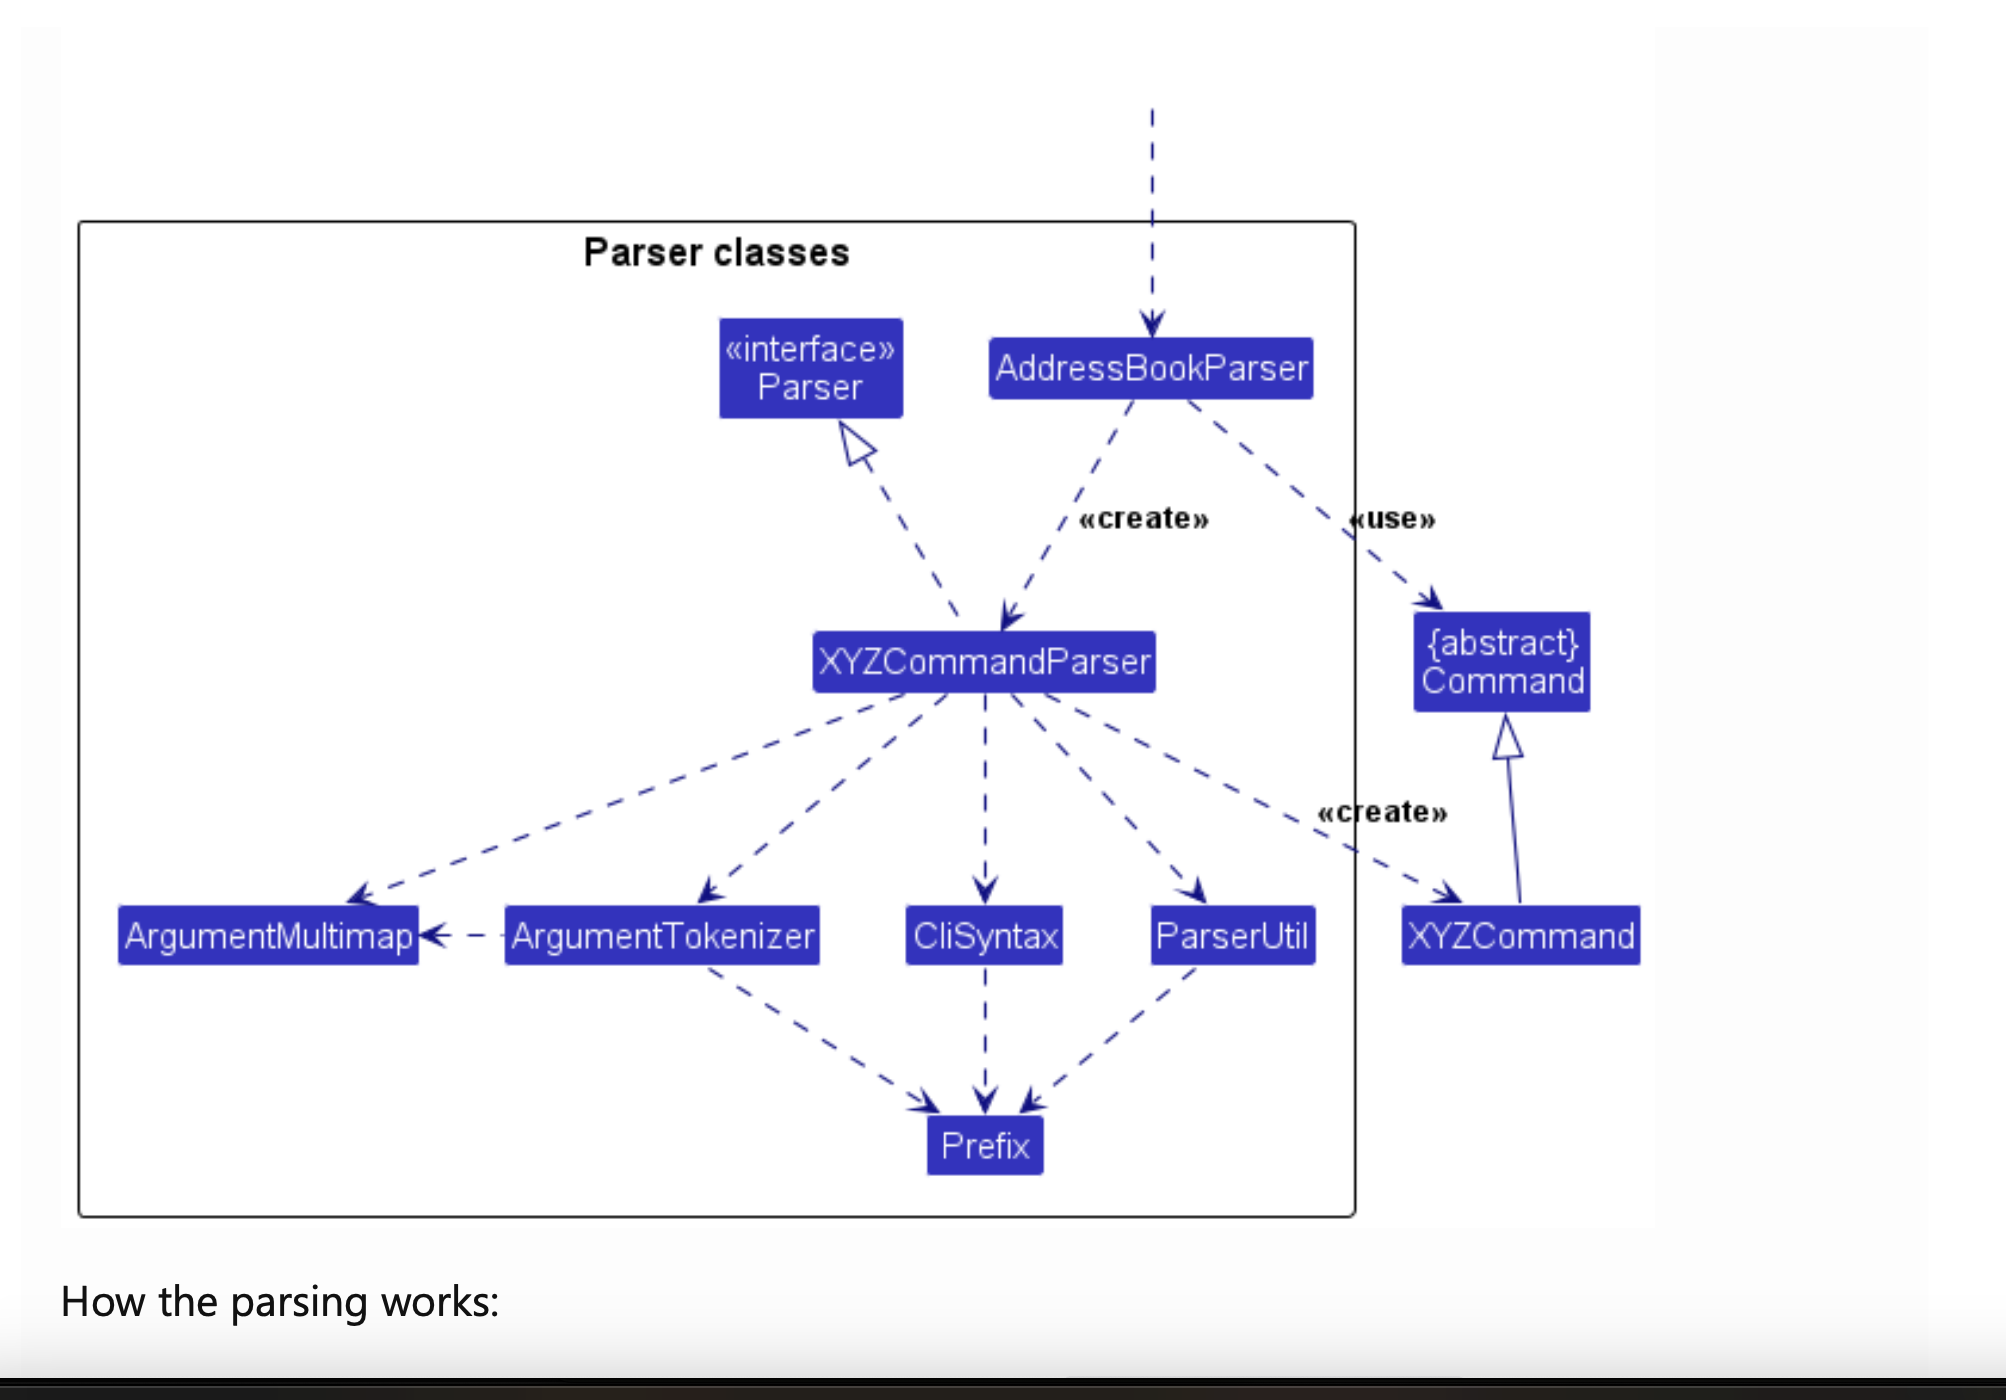 Parser classes
«interface»
Parser
AddressBookParser
«create»
«use»
XYZCommandParser
{abstract}
Command
«create»
ArgumentMultimap
ArgumentTokenizer
CliSyntax
ParserUtil
XYZCommand
Prefix
How the parsing works: